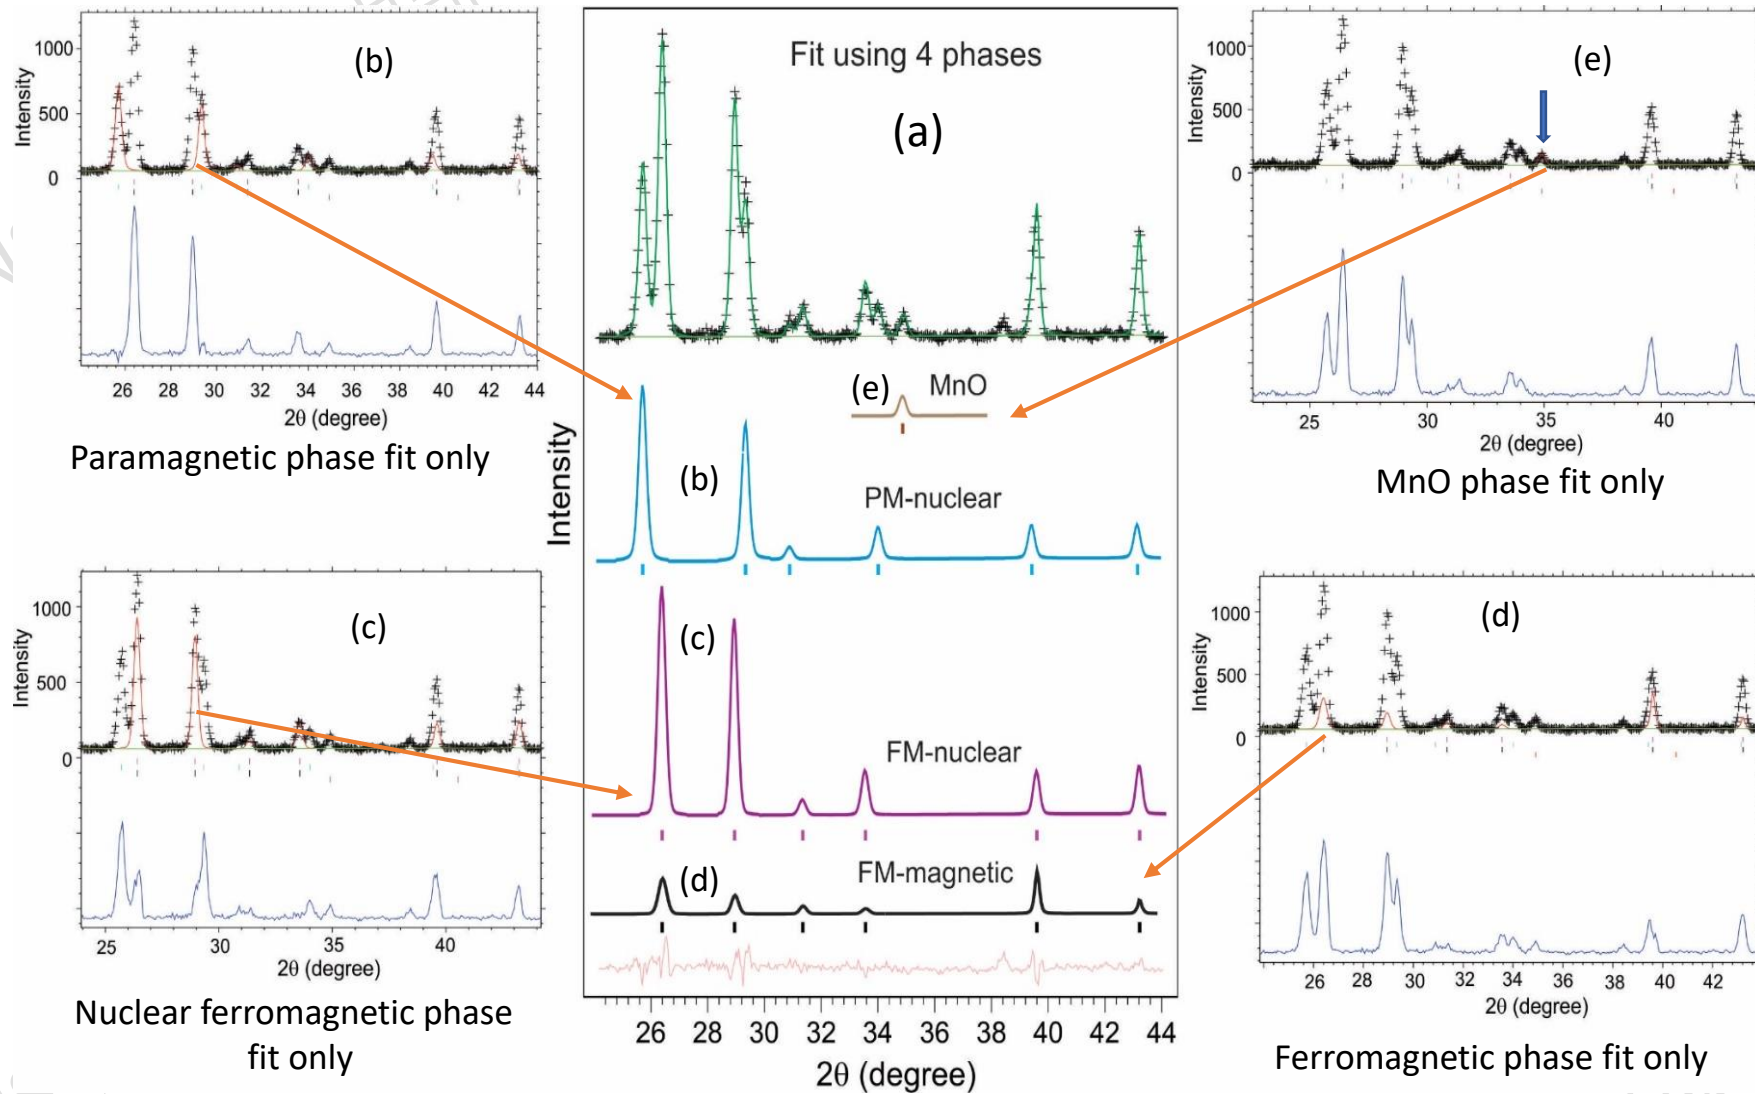 (b)
1000
500
0
Intensity
26 28 30 32 34 36 38 40 42 44
2θ (degree)
Paramagnetic phase fit only
(c)
1000
500
0
Intensity
25 30 35 40
2θ (degree)
Nuclear ferromagnetic phase
fit only
Fit using 4 phases
(a)
(e) MnO
(b) PM-nuclear
(c) FM-nuclear
(d) FM-magnetic
Intensity
26 28 30 32 34 36 38 40 42 44
2θ (degree)
(e)
1000
500
0
Intensity
25 30 35 40
2θ (degree)
MnO phase fit only
(d)
1000
500
0
Intensity
26 28 30 32 34 36 38 40 42
2θ (degree)
Ferromagnetic phase fit only